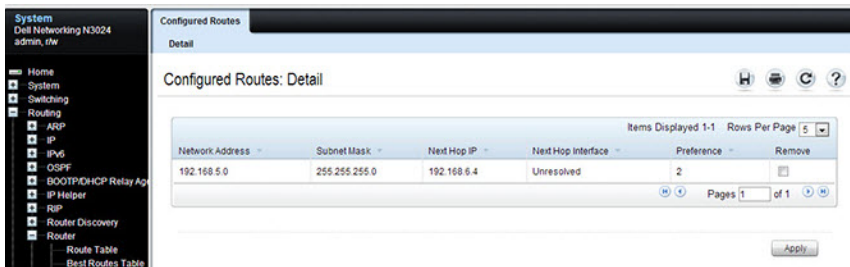 System
Dell Networking N3024
admin, r/w
Home
System
Switching
Routing
ARP
IP
IPv6
OSPF
BOOTP/DHCP Relay Age
IP Helper
RIP
Router Discovery
Router
Route Table
Best Routes Table
Configured Routes
Detail
Configured Routes: Detail
Items Displayed 1-1 Rows Per Page 5
Network Address Subnet Mask Next Hop IP Next Hop Interface Preference Remove
192.168.5.0 255.255.255.0 192.168.6.4 Unresolved 2
Pages 1 of 1
Apply